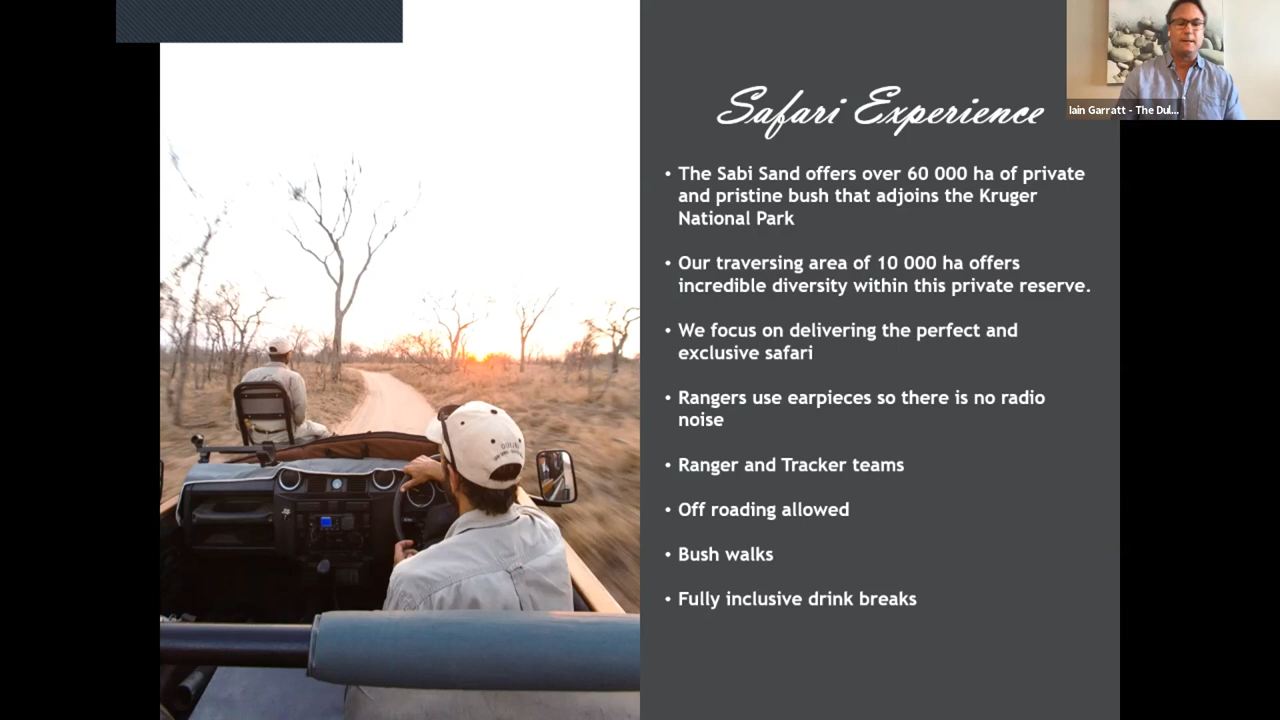 Safari Experience
Iain Garratt - The Dul...
• The Sabi Sand offers over 60 000 ha of private
and pristine bush that adjoins the Kruger
National Park
• Our traversing area of 10 000 ha offers
incredible diversity within this private reserve.
• We focus on delivering the perfect and
exclusive safari
• Rangers use earpieces so there is no radio
noise
• Ranger and Tracker teams
• Off roading allowed
• Bush walks
• Fully inclusive drink breaks